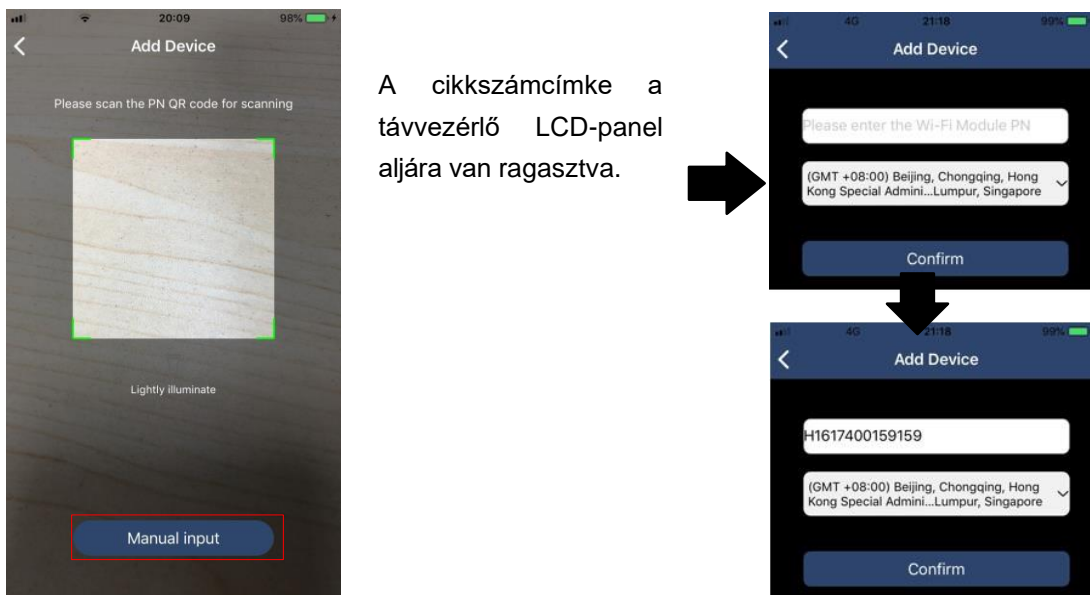 20:09
98%
Add Device
Please scan the PN QR code for scanning
Lightly illuminate
Manual input
A cikkszámcímke a
távvezérlő LCD-panel
aljára van ragasztva.
4G 21:18 99%
Add Device
Please enter the Wi-Fi Module PN
(GMT +08:00) Beijing, Chongqing, Hong
Kong Special Admini...Lumpur, Singapore
Confirm
4G 21:18 99%
Add Device
H1617400159159
(GMT +08:00) Beijing, Chongqing, Hong
Kong Special Admini...Lumpur, Singapore
Confirm